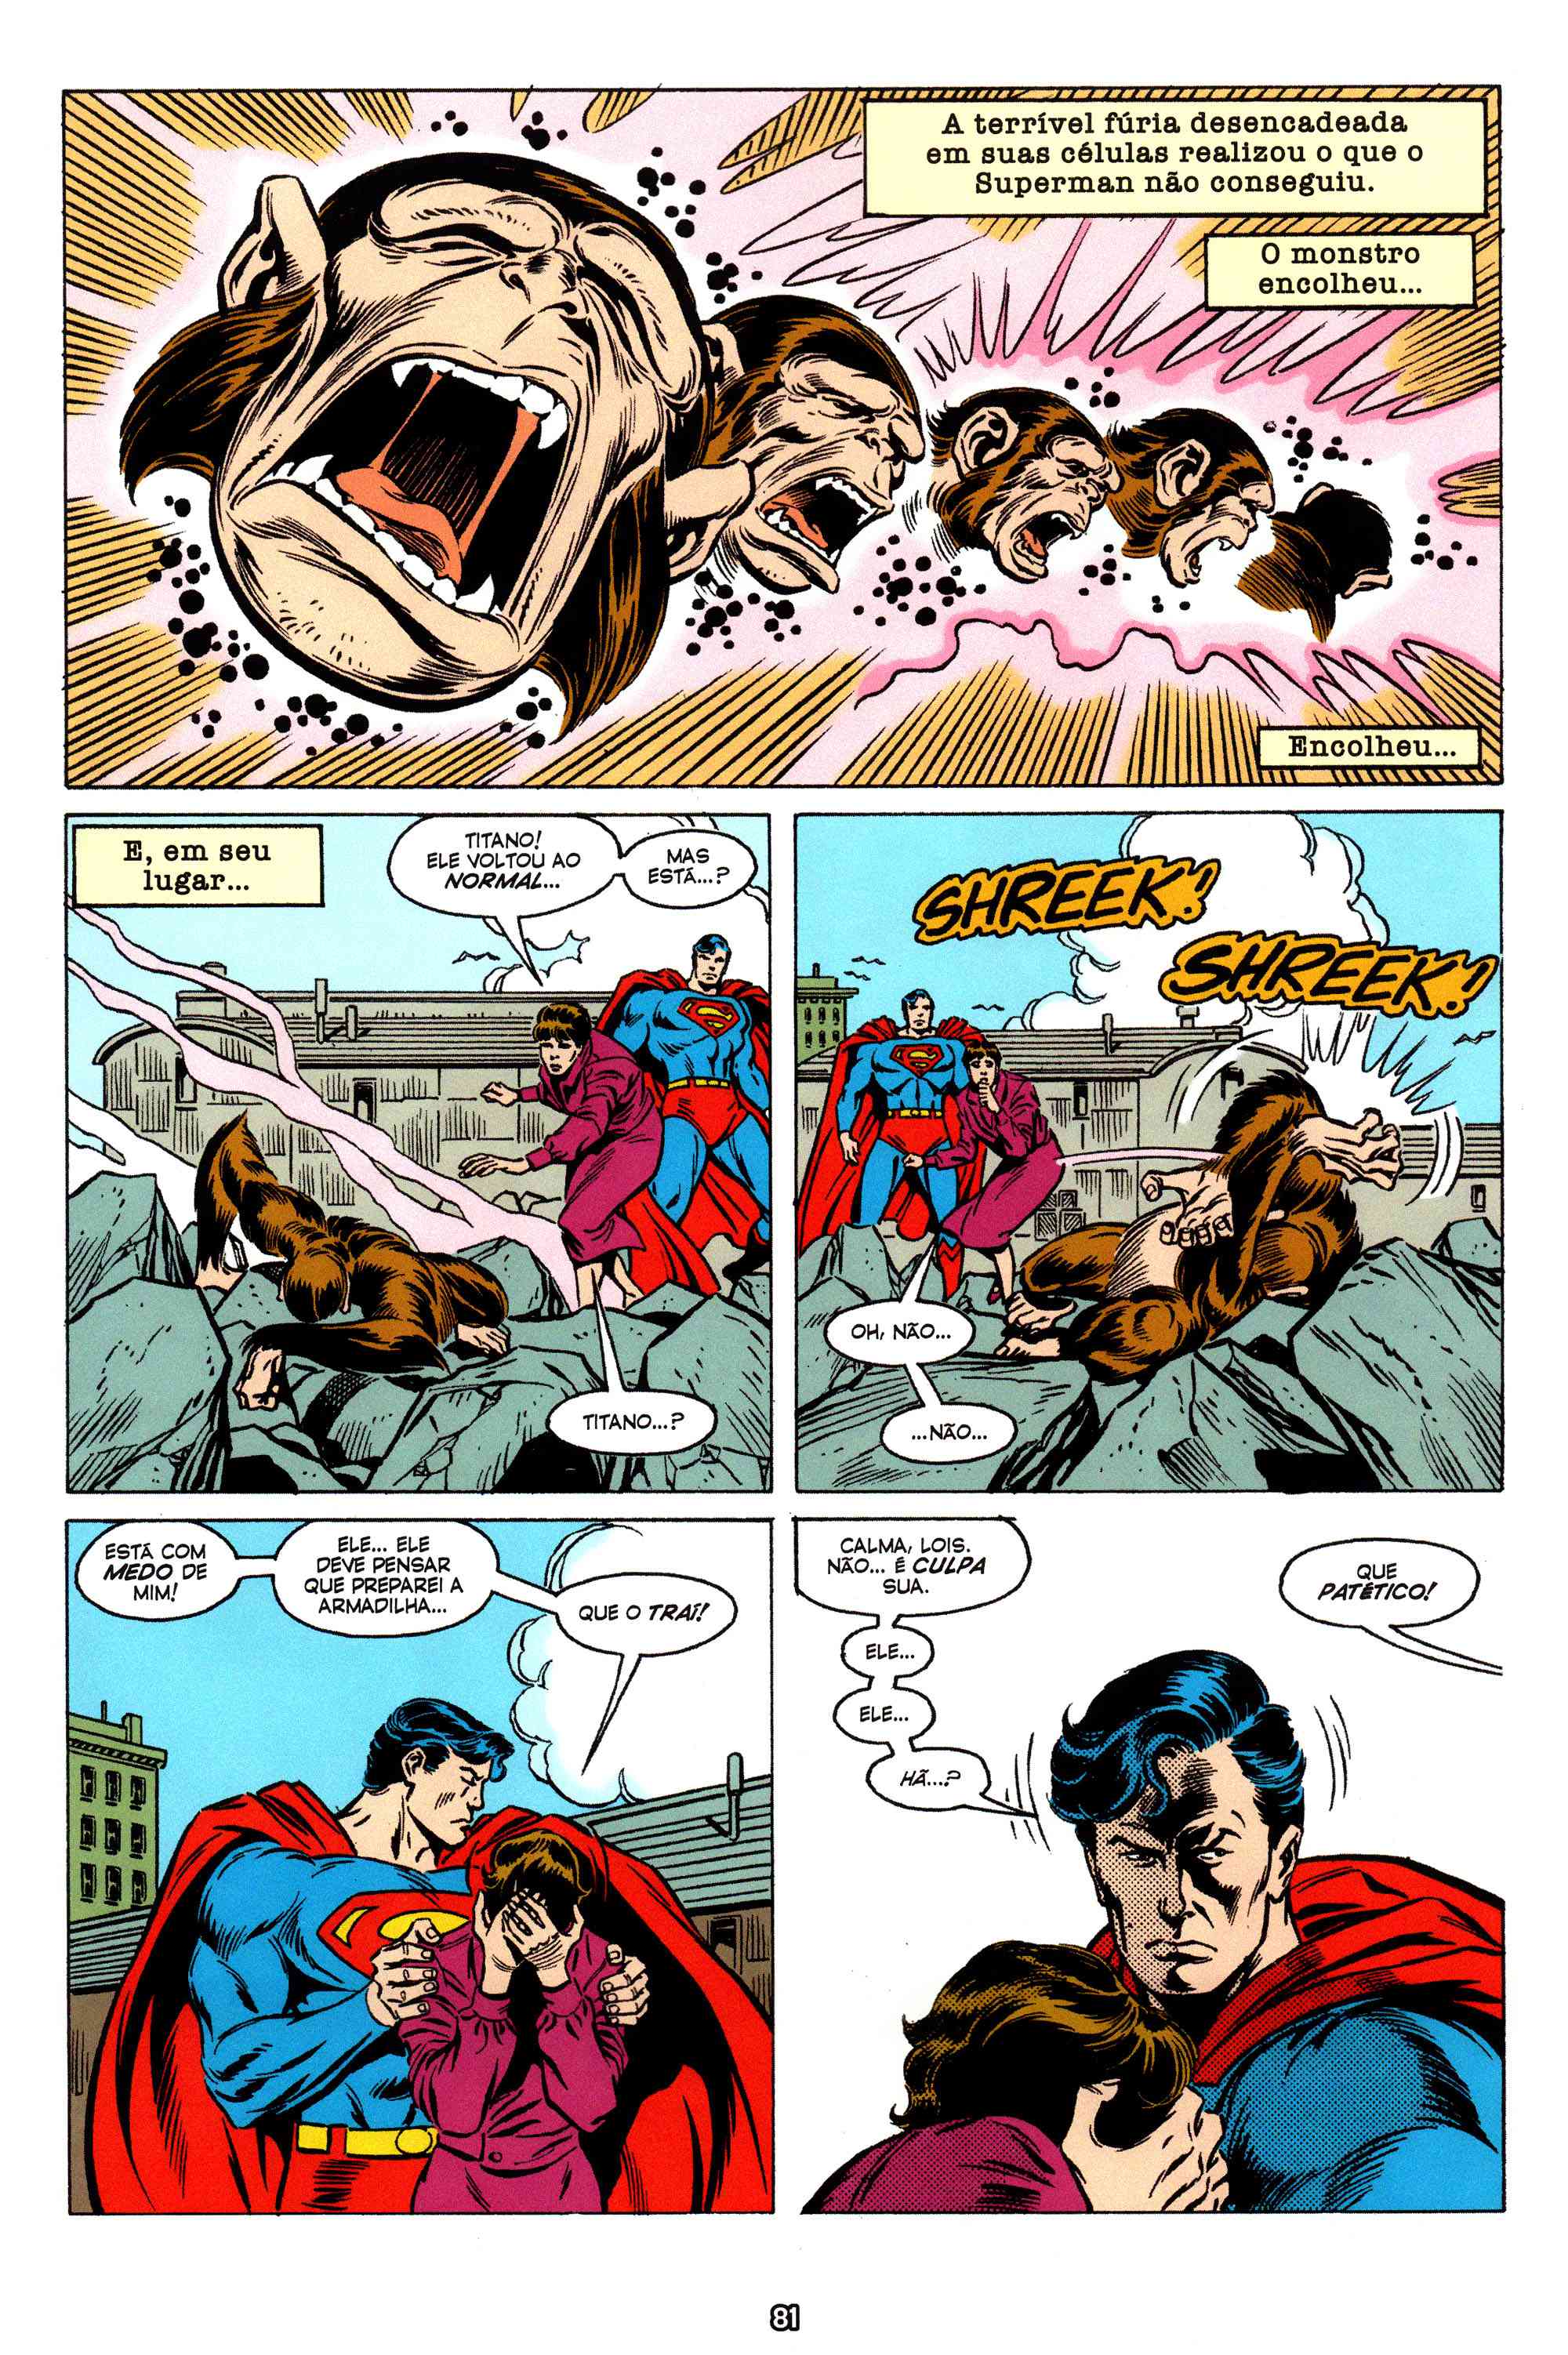 A terrível fúria desencadeada
em suas células realizou o que o
Superman não conseguiu.
O monstro
encolheu...
Encolheu...
E, em seu
lugar...
TITANO!
ELE VOLTOU AO
NORMAL...
MAS
ESTÁ...?
TITANO...?
SHREEK!
SHREEK!
OH, NÃO...
...NÃO...
ESTÁ COM
MEDO DE
MIM!
ELE... ELE
DEVE PENSAR
QUE PREPAREI A
ARMADILHA...
QUE O TRAÍ!
CALMA, LOIS.
NÃO... É CULPA
SUA.
ELE...
ELE...
HÃ...?
QUE
PATÉTICO!
81